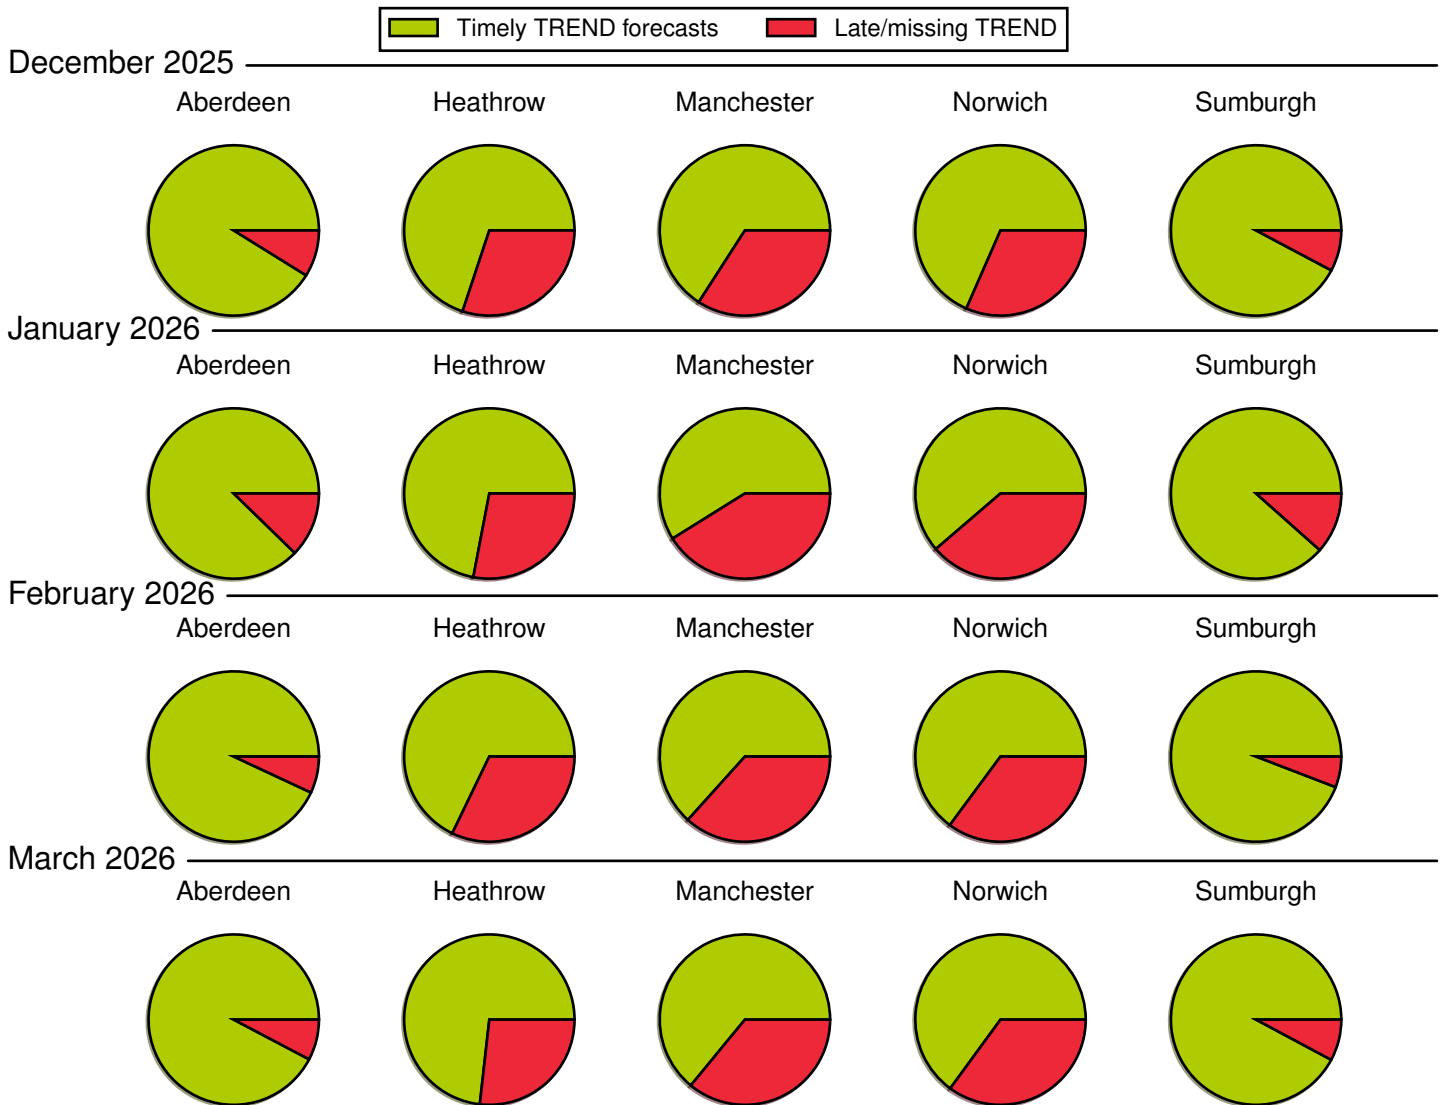 Timely TREND forecasts Late/missing TREND
December 2025
Aberdeen Heathrow Manchester Norwich Sumburgh
January 2026
Aberdeen Heathrow Manchester Norwich Sumburgh
February 2026
Aberdeen Heathrow Manchester Norwich Sumburgh
March 2026
Aberdeen Heathrow Manchester Norwich Sumburgh